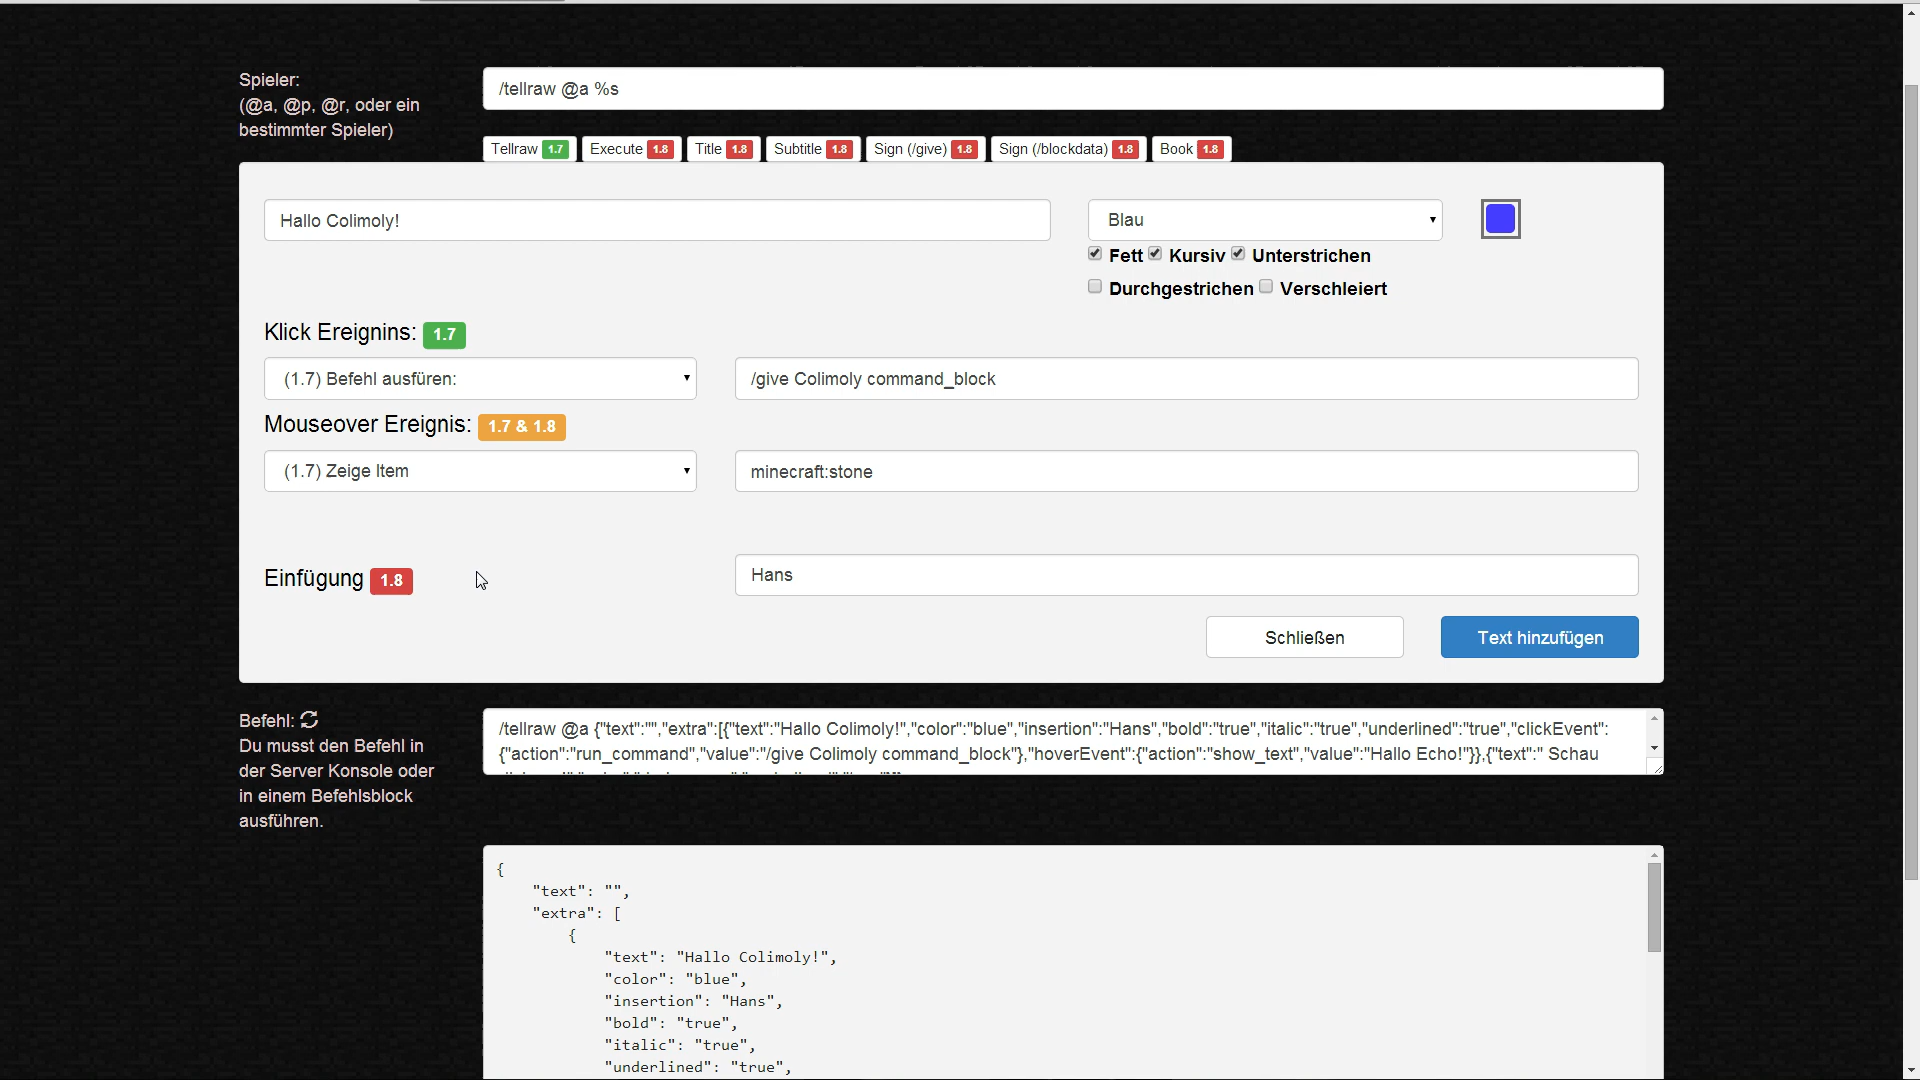 Spieler:
(@a, @p, @r, oder ein
bestimmter Spieler)
/tellraw @a %s
Tellraw 1.7 Execute 1.8 Title 1.8 Subtitle 1.8 Sign (/give) 1.8 Sign (/blockdata) 1.8 Book 1.8
Hallo Colimoly!
Blau
Fett Kursiv Unterstrichen
Durchgestrichen Verschleiert
Klick Ereignins: 1.7
(1.7) Befehl ausfüren:
/give Colimoly command_block
Mouseover Ereignis: 1.7 & 1.8
(1.7) Zeige Item
minecraft:stone
Einfügung 1.8
Hans
Schließen
Text hinzufügen
Befehl:
Du musst den Befehl in
der Server Konsole oder
in einem Befehlsblock
ausführen.
/tellraw @a {"text":"","extra":[{"text":"Hallo Colimoly!","color":"blue","insertion":"Hans","bold":"true","italic":"true","underlined":"true","clickEvent":
{"action":"run_command","value":"/give Colimoly command_block"},"hoverEvent":{"action":"show_text","value":"Hallo Echo!"}},{"text":" Schau
{
"text": "",
"extra": [
{
"text": "Hallo Colimoly!",
"color": "blue",
"insertion": "Hans",
"bold": "true",
"italic": "true",
"underlined": "true",